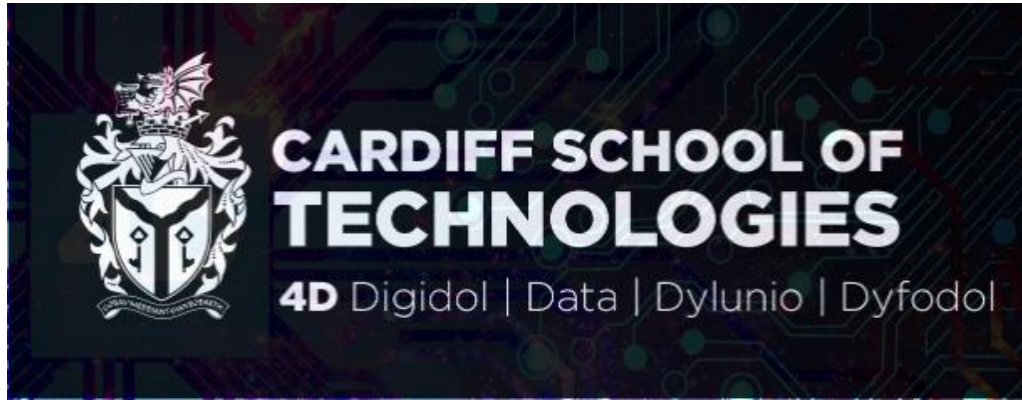 CARDIFF SCHOOL OF
TECHNOLOGIES
4D Digidol | Data | Dylunio | Dyfodol